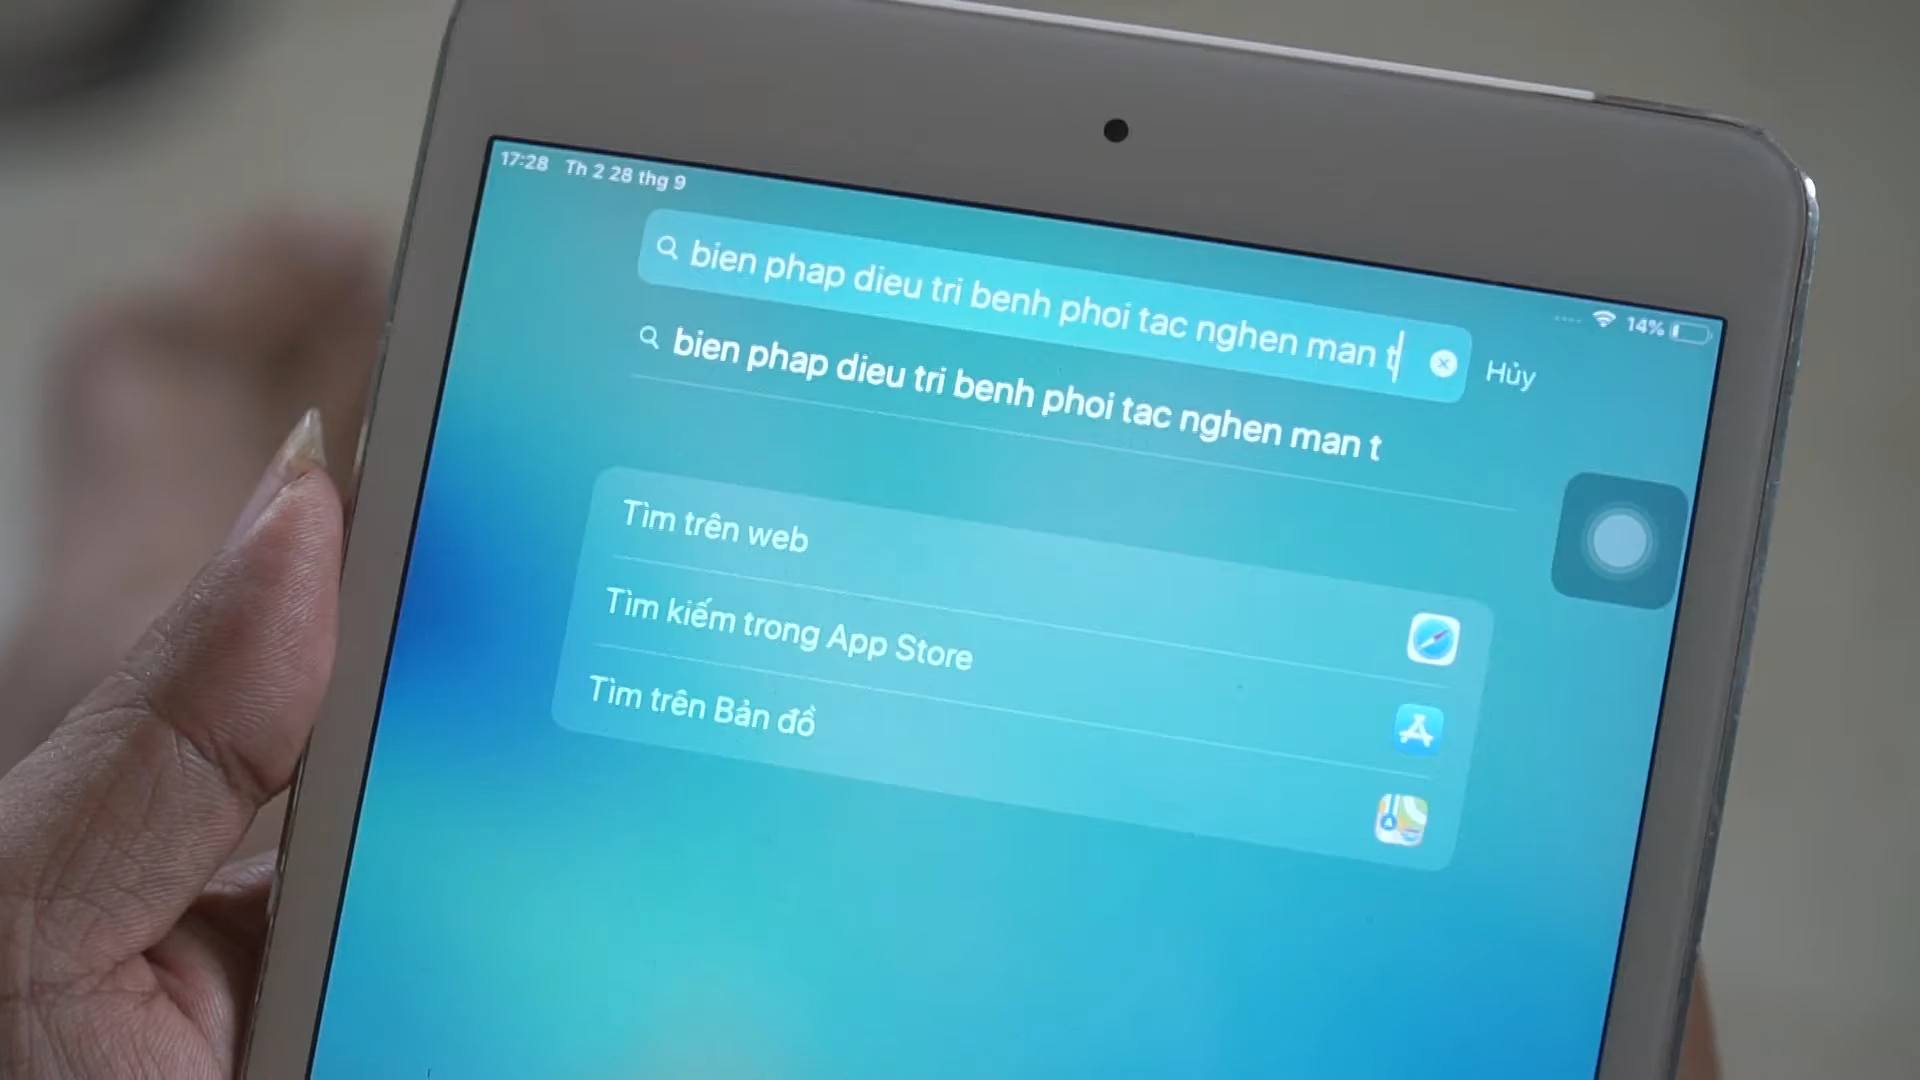 17:28 Th 2 28 thg 9
14%
bien phap dieu tri benh phoi tac nghen man t
Hủy
bien phap dieu tri benh phoi tac nghen man t
Tìm trên web
Tìm kiếm trong App Store
Tìm trên Bản đồ